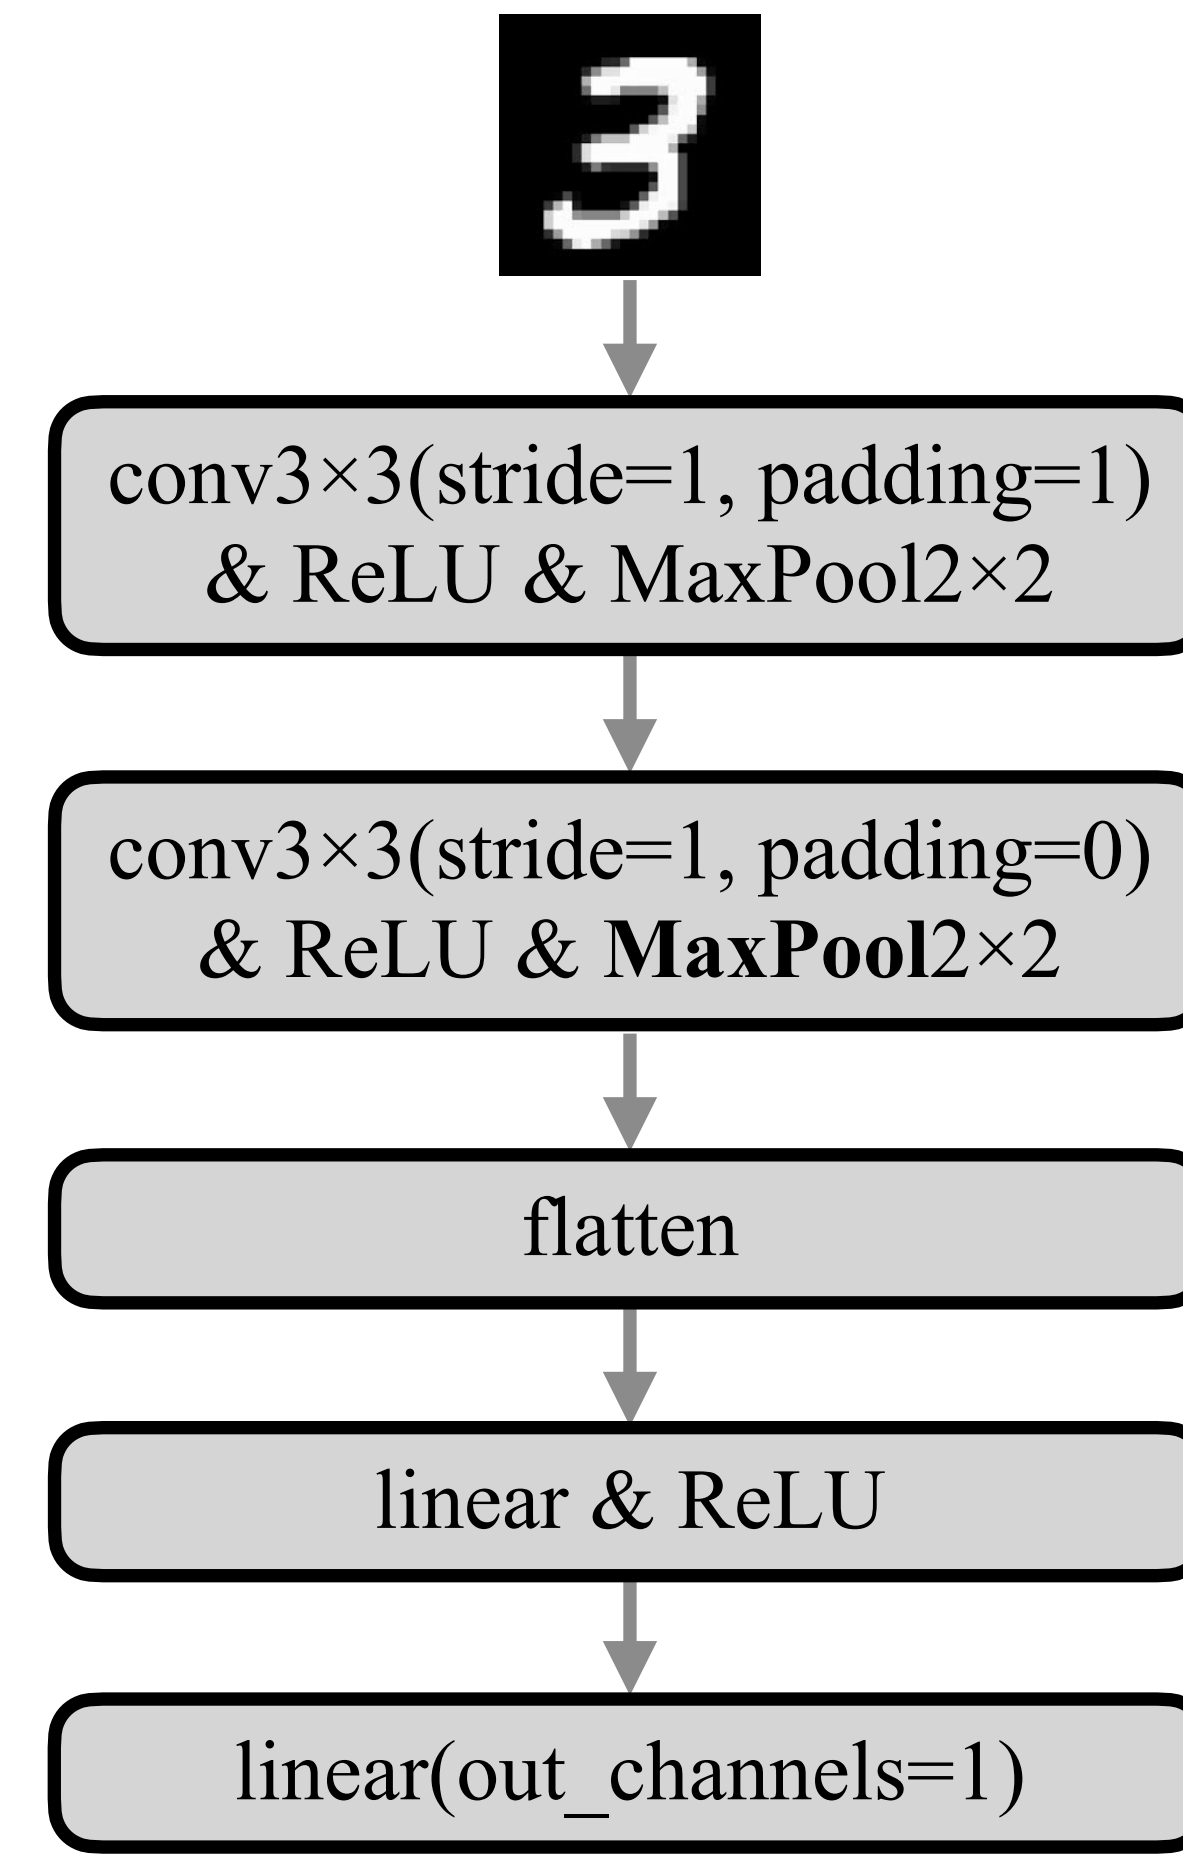 3
conv3×3(stride=1, padding=1)
& ReLU & MaxPool2×2
conv3×3(stride=1, padding=0)
& ReLU & MaxPool2×2
flatten
linear & ReLU
linear(out_channels=1)